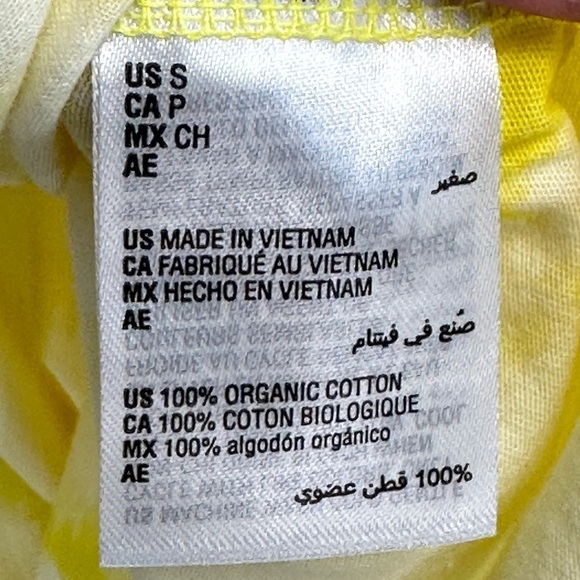 US S
CA P
MX CH
AE
صغير
US MADE IN VIETNAM
CA FABRIQUÉ AU VIETNAM
MX HECHO EN VIETNAM
AE
صُنع في فيتنام
US 100% ORGANIC COTTON
CA 100% COTON BIOLOGIQUE
MX 100% algodón orgánico
AE
100% قطن عضوي